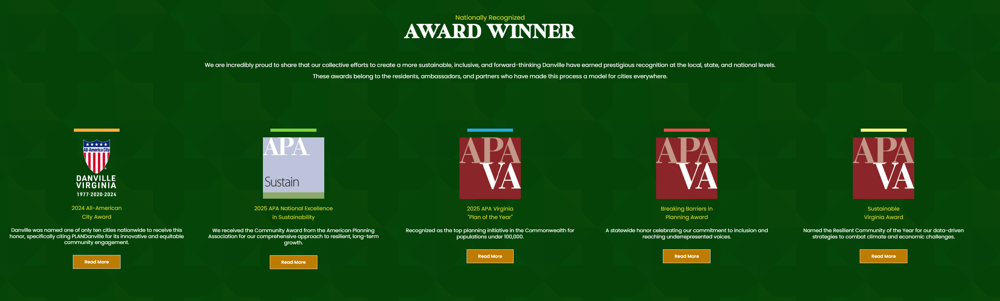 Nationally Recognized
AWARD WINNER
We are incredibly proud to share that our collective efforts to create a more sustainable, inclusive, and forward-thinking Danville have earned prestigious recognition at the local, state, and national levels.
These awards belong to the residents, ambassadors, and partners who have made this process a model for cities everywhere.
All-America City
®
DANVILLE
VIRGINIA
1977·2020·2024
2024 All-American
City Award
Danville was named one of only ten cities nationwide to receive this
honor, specifically citing PLANDanville for its innovative and equitable
community engagement.
Read More
APA
Sustain
2025 APA National Excellence
in Sustainability
We received the Community Award from the American Planning
Association for our comprehensive approach to resilient, long-term
growth.
Read More
APA
VA
2025 APA Virginia
"Plan of the Year"
Recognized as the top planning initiative in the Commonwealth for
populations under 100,000.
Read More
APA
VA
Breaking Barriers in
Planning Award
A statewide honor celebrating our commitment to inclusion and
reaching underrepresented voices.
Read More
APA
VA
Sustainable
Virginia Award
Named the Resilient Community of the Year for our data-driven
strategies to combat climate and economic challenges.
Read More